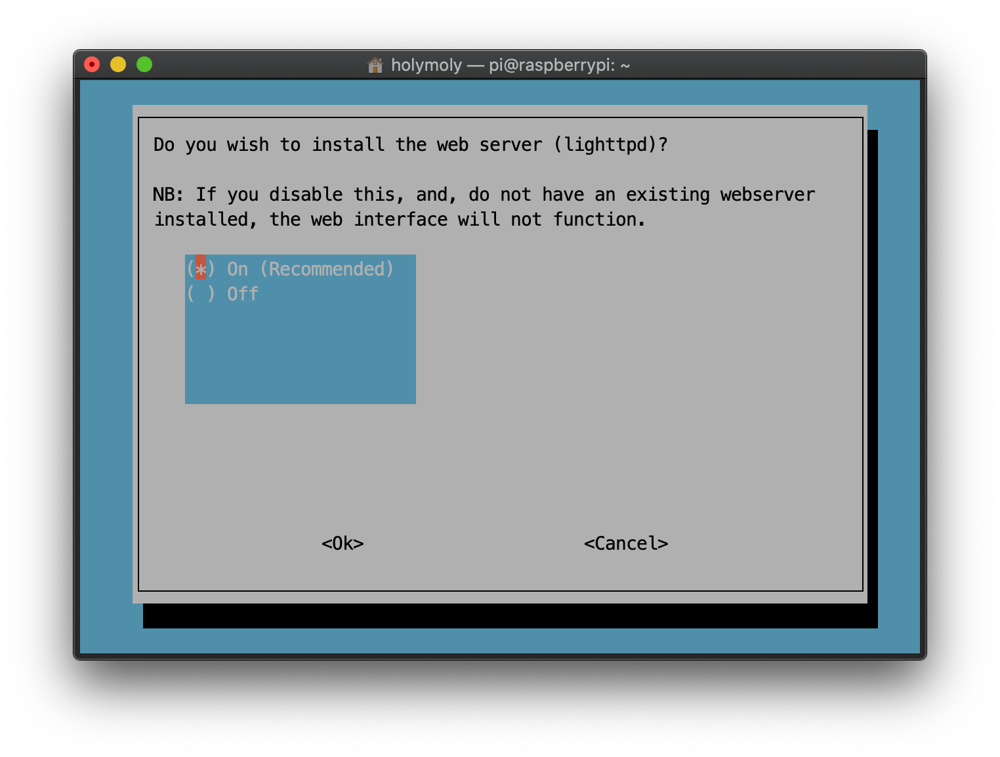 holymoly — pi@raspberrypi: ~
Do you wish to install the web server (lighttpd)?
NB: If you disable this, and, do not have an existing webserver
installed, the web interface will not function.
(*) On (Recommended)
( ) Off
<Ok> <Cancel>